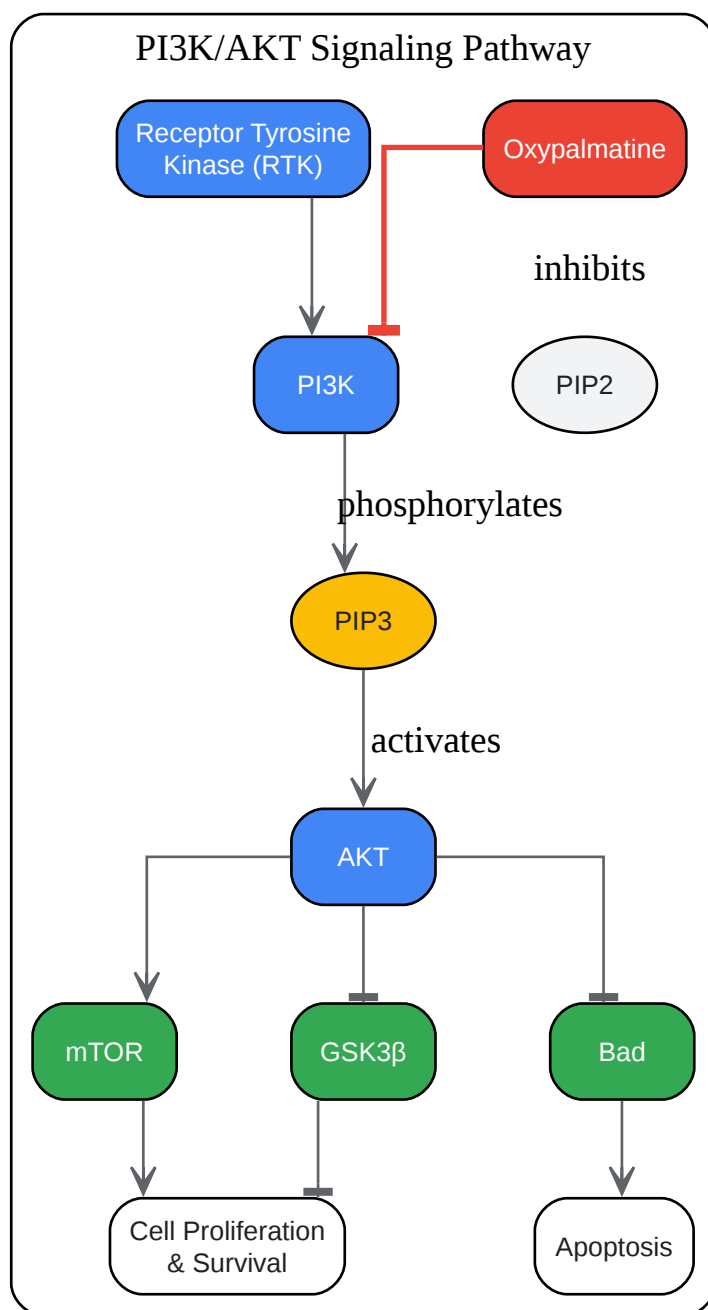 PI3K/AKT Signaling Pathway
Receptor Tyrosine
Kinase (RTK)
Oxypalmatine
inhibits
PI3K
PIP2
phosphorylates
PIP3
activates
AKT
mTOR
GSK3β
Bad
Cell Proliferation
& Survival
Apoptosis